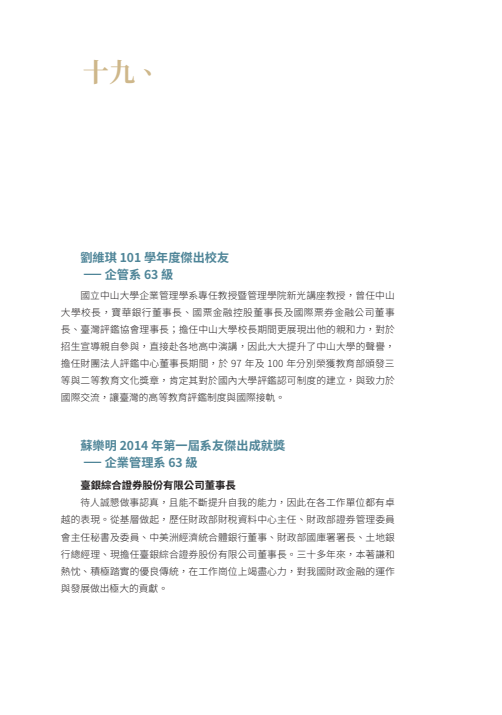 十九、
劉維琪 101 學年度傑出校友
── 企管系 63 級
國立中山大學企業管理學系專任教授暨管理學院新光講座教授,曾任中山
大學校長,寶華銀行董事長、國票金融控股董事長及國際票券金融公司董事
長、臺灣評鑑協會理事長;擔任中山大學校長期間更展現出他的親和力,對於
招生宣導親自參與,直接赴各地高中演講,因此大大提升了中山大學的聲譽,
擔任財團法人評鑑中心董事長期間,於 97 年及 100 年分別榮獲教育部頒發三
等與二等教育文化獎章,肯定其對於國內大學評鑑認可制度的建立,與致力於
國際交流,讓臺灣的高等教育評鑑制度與國際接軌。
蘇樂明 2014 年第一屆系友傑出成就獎
── 企業管理系 63 級
臺銀綜合證券股份有限公司董事長
待人誠懇做事認真,且能不斷提升自我的能力,因此在各工作單位都有卓
越的表現。從基層做起,歷任財政部財稅資料中心主任、財政部證券管理委員
會主任秘書及委員、中美洲經濟統合體銀行董事、財政部國庫署署長、土地銀
行總經理、現擔任臺銀綜合證券股份有限公司董事長。三十多年來,本著謙和
熱忱、積極踏實的優良傳統,在工作崗位上竭盡心力,對我國財政金融的運作
與發展做出極大的貢獻。